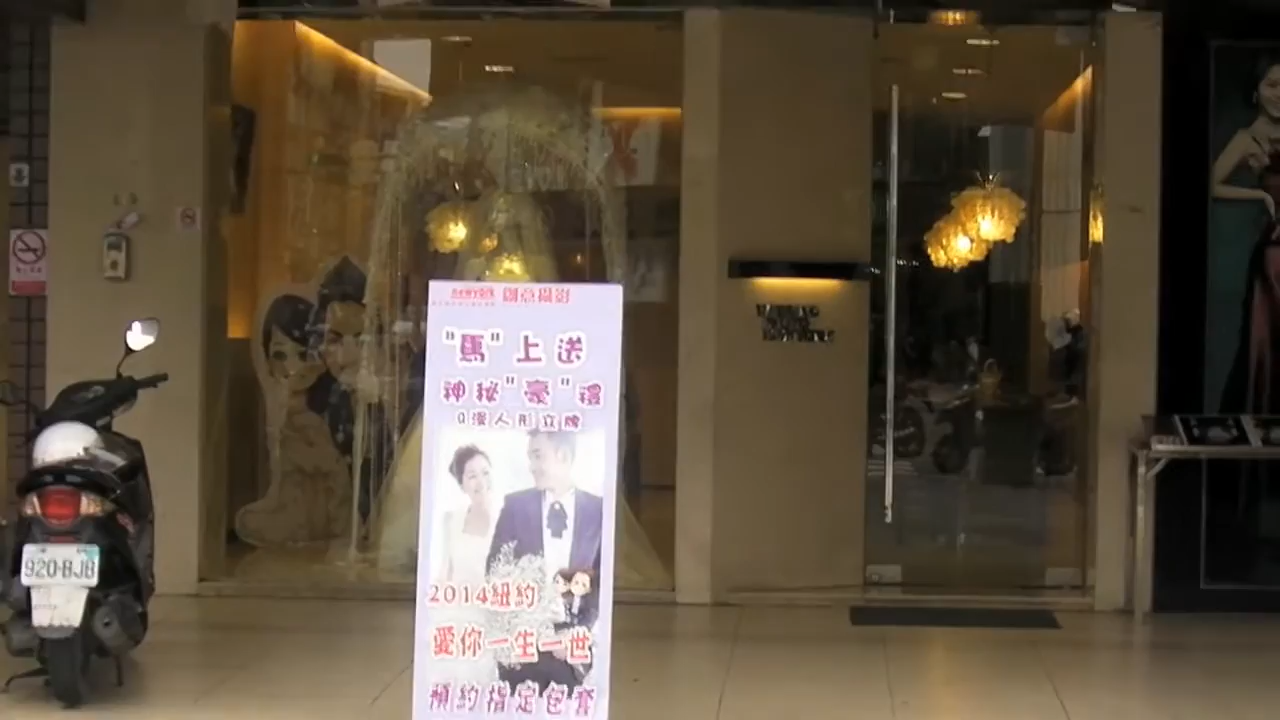 創意攝影
"馬"上送
神秘"豪"禮
Q漫人形立牌
2014紐約
愛你一生一世
預約指定包套
920-BJB